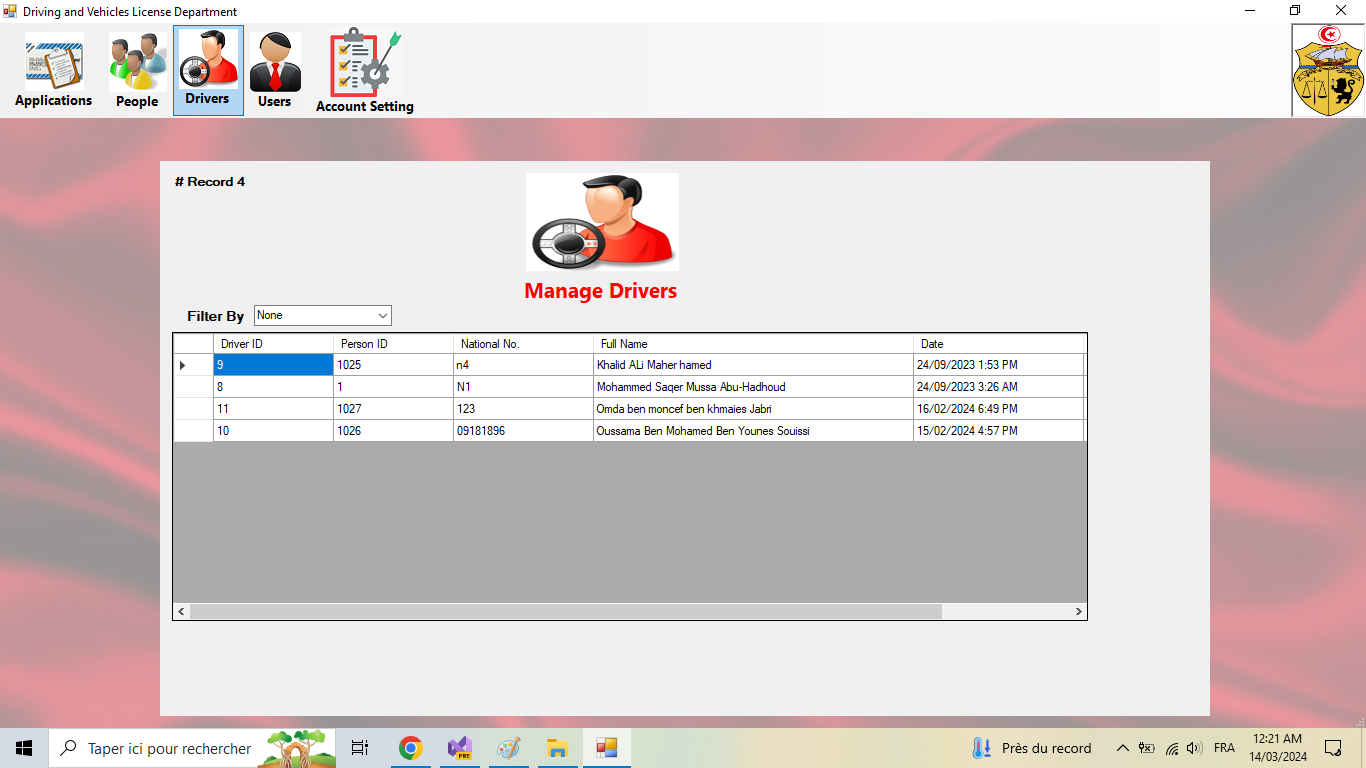 Driving and Vehicles License Department
Applications
People
Drivers
Users
Account Setting
# Record 4
Manage Drivers
Filter By None
Driver ID Person ID National No. Full Name Date
9 1025 n4 Khalid ALi Maher hamed 24/09/2023 1:53 PM
8 1 N1 Mohammed Saqer Mussa Abu-Hadhoud 24/09/2023 3:26 AM
11 1027 123 Omda ben moncef ben khmaies Jabri 16/02/2024 6:49 PM
10 1026 09181896 Oussama Ben Mohamed Ben Younes Souissi 15/02/2024 4:57 PM
Taper ici pour rechercher
PRE
Près du record
FRA
12:21 AM
14/03/2024